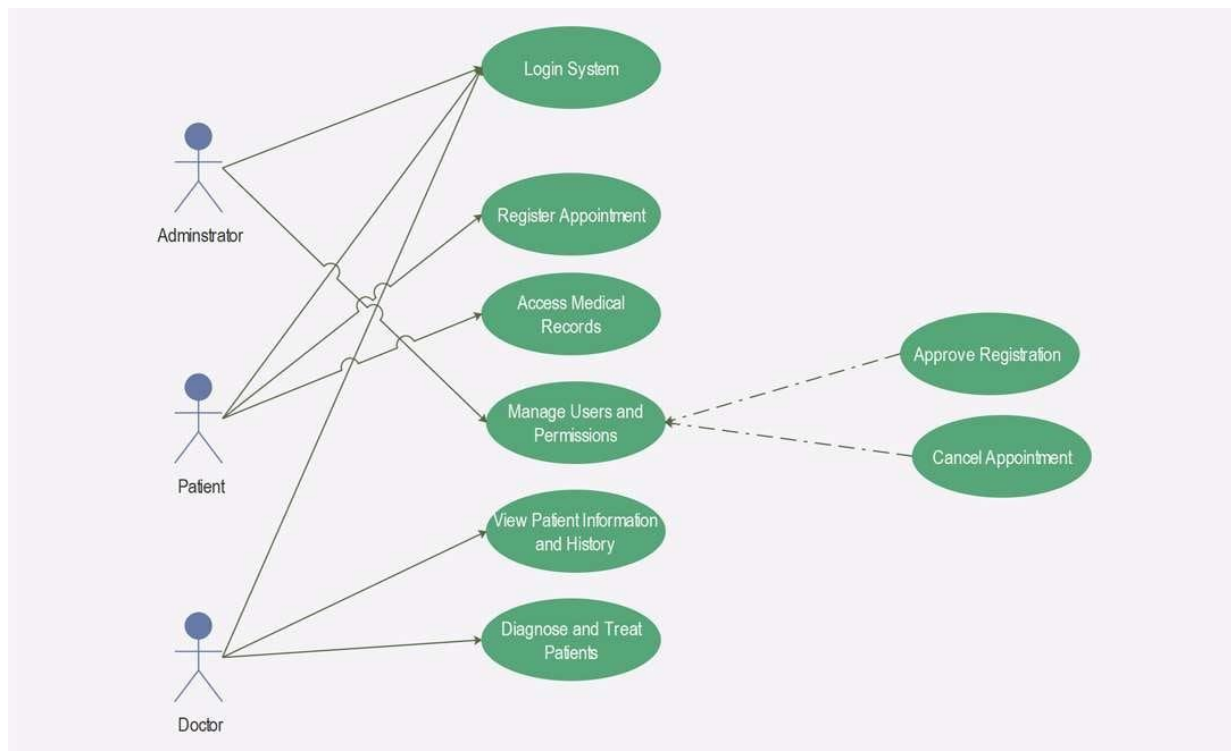 Login System
Adminstrator
Register Appointment
Access Medical
Records
Approve Registration
Manage Users and
Permissions
Cancel Appointment
Patient
View Patient Information
and History
Diagnose and Treat
Patients
Doctor